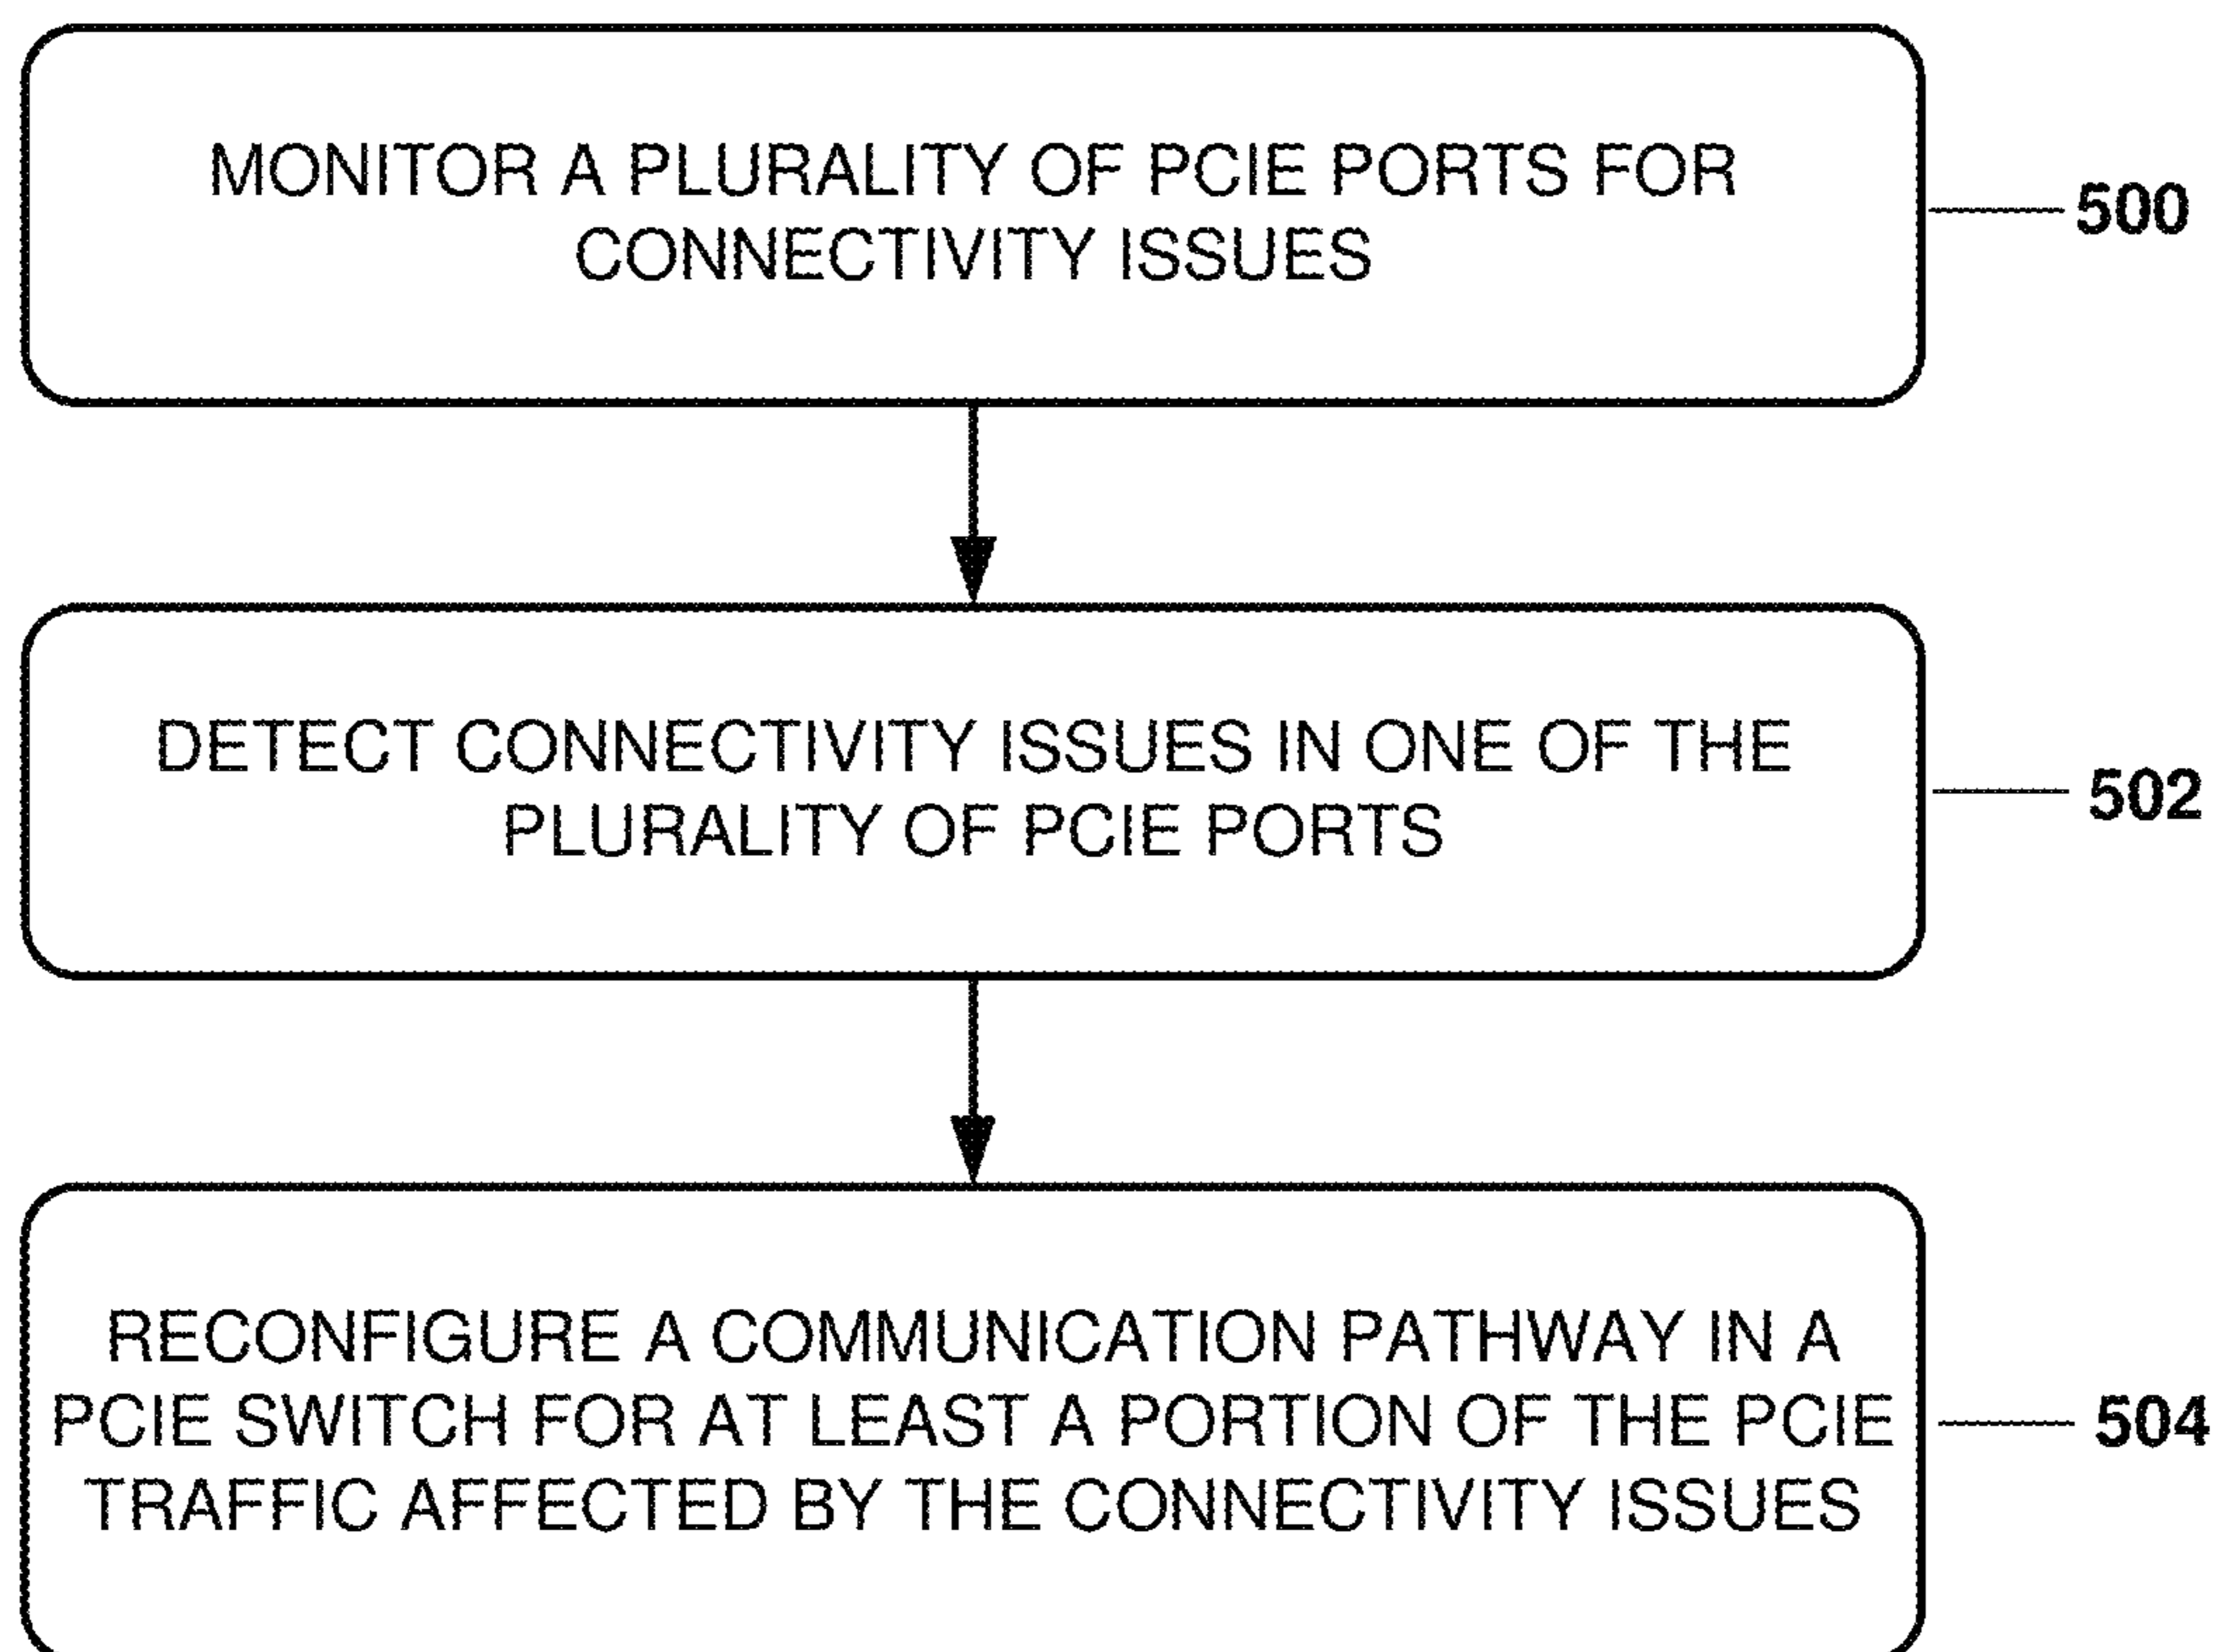 MONITOR A PLURALITY OF PCIE PORTS FOR
CONNECTIVITY ISSUES
500
DETECT CONNECTIVITY ISSUES IN ONE OF THE
PLURALITY OF PCIE PORTS
502
RECONFIGURE A COMMUNICATION PATHWAY IN A
PCIE SWITCH FOR AT LEAST A PORTION OF THE PCIE
TRAFFIC AFFECTED BY THE CONNECTIVITY ISSUES
504